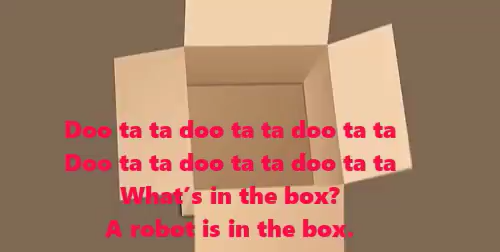 Doo ta ta doo ta ta doo ta ta
Doo ta ta doo ta ta doo ta ta
What's in the box?
A robot is in the box.